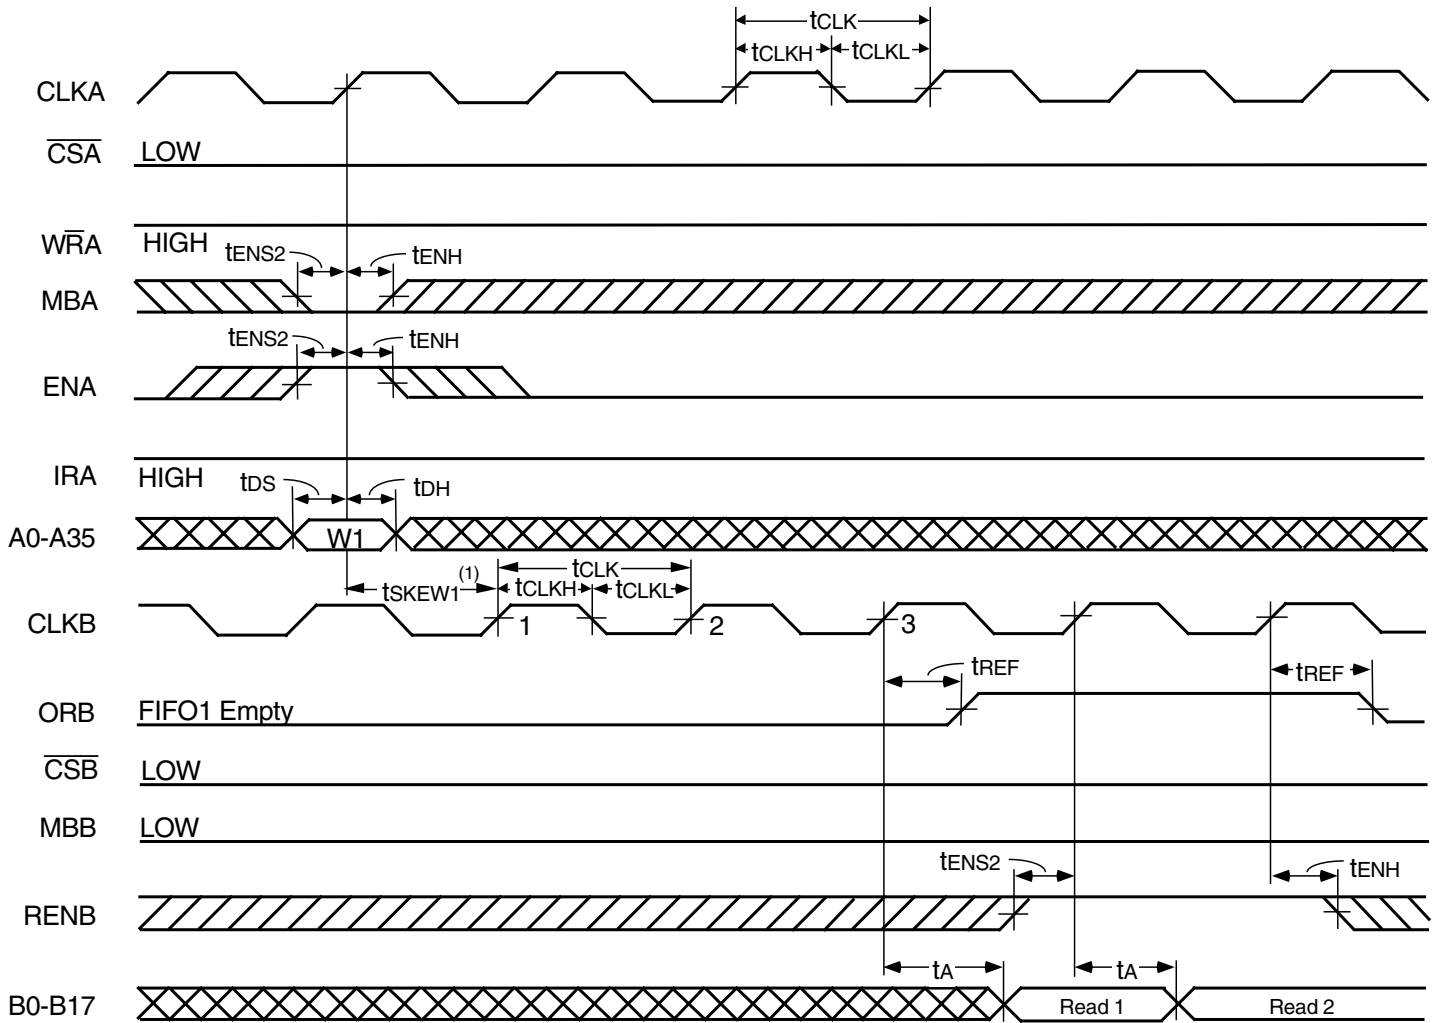 tCLK
tCLKH tCLKL
CLKA
CSA LOW
WRA HIGH
tENS2 tENH
MBA
tENS2 tENH
ENA
IRA HIGH
tDS tDH
A0-A35 W1
tSKEW1(1) tCLK
tCLKH tCLKL
CLKB 1 2 3
tREF tREF
ORB FIFO1 Empty
CSB LOW
MBB LOW
tENS2 tENH
RENB
tA tA
B0-B17 Read 1 Read 2